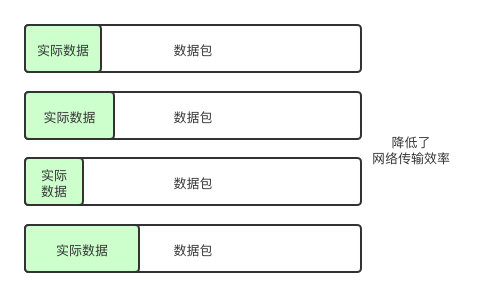 实际数据 数据包
实际数据 数据包
降低了
网络传输效率
实际
数据
数据包
实际数据 数据包